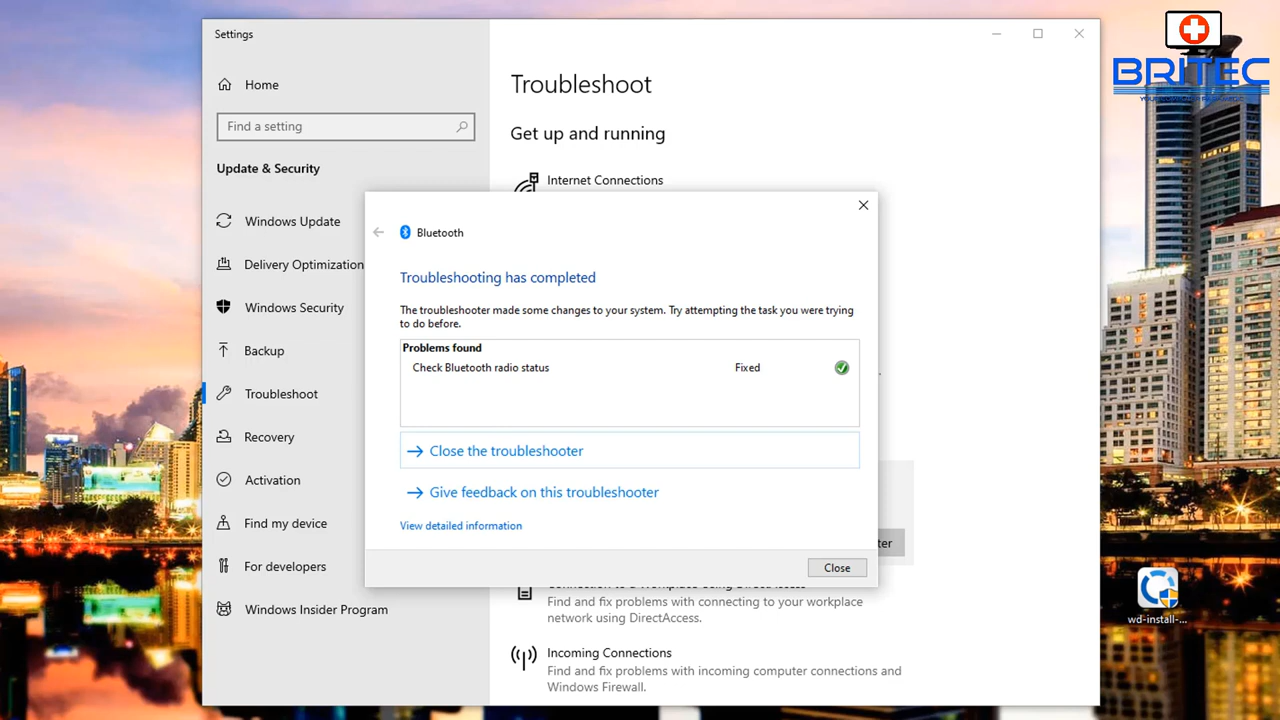 Settings
Home
Find a setting
Update & Security
Windows Update
Delivery Optimization
Windows Security
Backup
Troubleshoot
Recovery
Activation
Find my device
For developers
Windows Insider Program
Troubleshoot
Get up and running
Internet Connections
Bluetooth
Troubleshooting has completed
The troubleshooter made some changes to your system. Try attempting the task you were trying
to do before.
Problems found
Check Bluetooth radio status Fixed
Close the troubleshooter
Give feedback on this troubleshooter
View detailed information
Close
ter
Find and fix problems with connecting to your workplace
network using DirectAccess.
Incoming Connections
Find and fix problems with incoming computer connections and
Windows Firewall.
BRITEC
wd-install-...